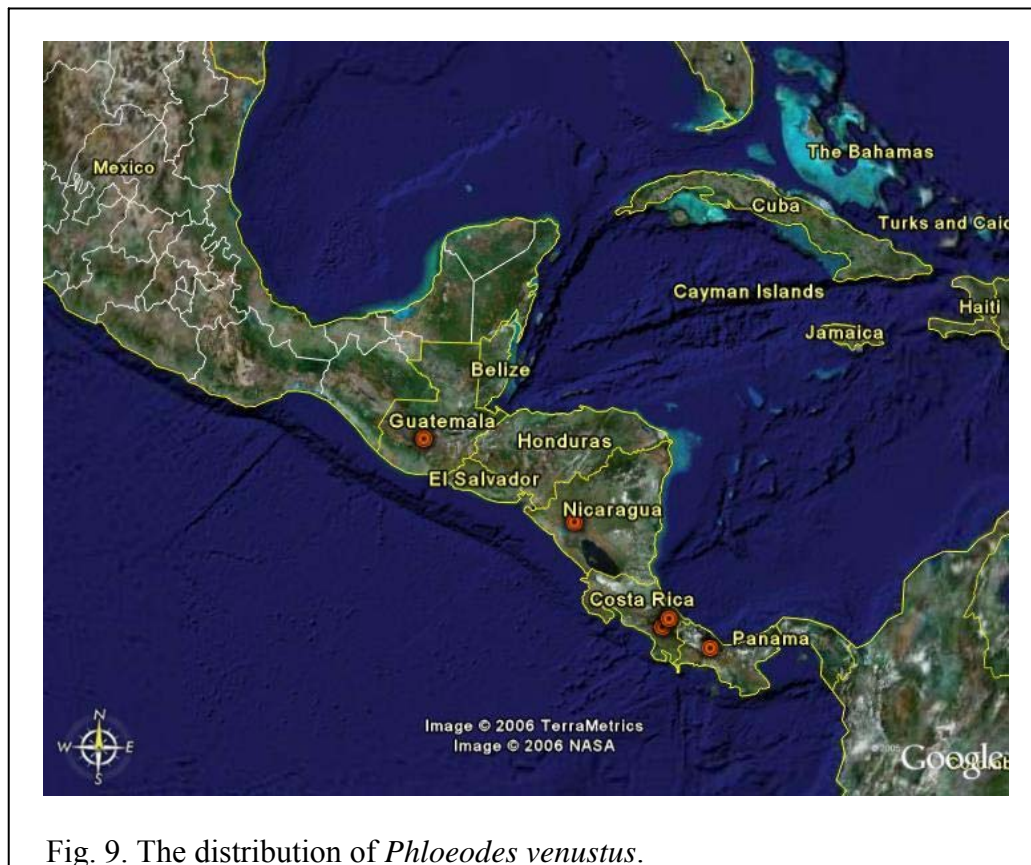 Mexico
The Bahamas
Cuba
Turks and Caic
Cayman Islands
Haiti
Jamaica
Belize
Guatemala
Honduras
El Salvador
Nicaragua
Costa Rica
Panama
N
W E
S
Image © 2006 TerraMetrics
Image © 2006 NASA
©2005
Google
Fig. 9. The distribution of Phloeodes venustus.